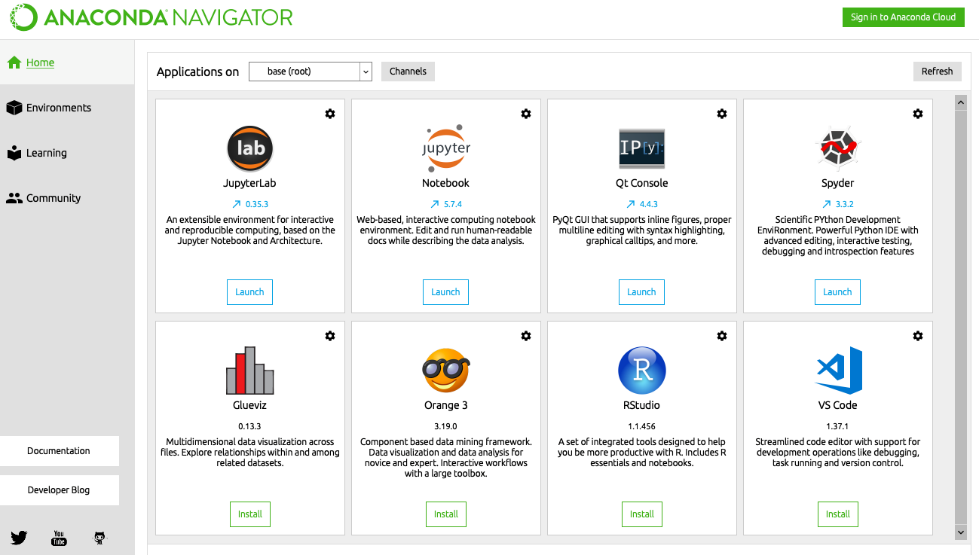 ANACONDA NAVIGATOR
Sign in to Anaconda Cloud
Home
Environments
Learning
Community
Documentation
Developer Blog
You
Tube
Applications on
base (root)
Channels
Refresh
lab
JupyterLab
0.35.3
An extensible environment for interactive
and reproducible computing, based on the
Jupyter Notebook and Architecture.
Launch
jupyter
Notebook
5.7.4
Web-based, interactive computing notebook
environment. Edit and run human-readable
docs while describing the data analysis.
Launch
IP[y]:
Qt Console
4.4.3
PyQt GUI that supports inline figures, proper
multiline editing with syntax highlighting,
graphical calltips, and more.
Launch
Spyder
3.3.2
Scientific PYthon Development
EnviRonment. Powerful Python IDE with
advanced editing, interactive testing,
debugging and introspection features
Launch
Glueviz
0.13.3
Multidimensional data visualization across
files. Explore relationships within and among
related datasets.
Install
Orange 3
3.19.0
Component based data mining framework.
Data visualization and data analysis for
novice and expert. Interactive workflows
with a large toolbox.
Install
R
RStudio
1.1.456
A set of integrated tools designed to help
you be more productive with R. Includes R
essentials and notebooks.
Install
VS Code
1.37.1
Streamlined code editor with support for
development operations like debugging,
task running and version control.
Install